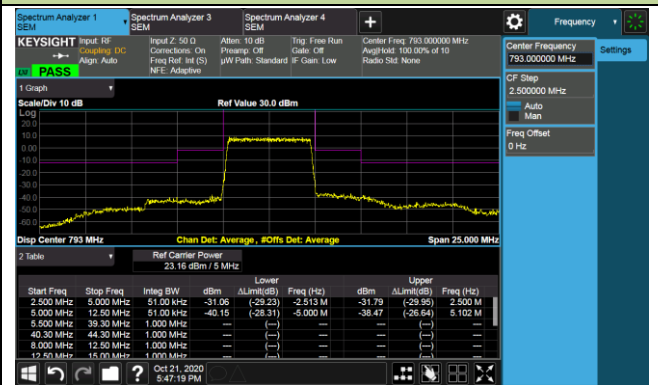 Spectrum Analyzer 1
SEM
Spectrum Analyzer 3
SEM
Spectrum Analyzer 4
SEM
+
Frequency
KEYSIGHT
Input: RF
Coupling: DC
Align: Auto
Input Z: 50 Ω
Corrections: On
Freq Ref: Int (S)
NFE: Adaptive
Atten: 10 dB
Preamp: Off
µW Path: Standard
Trig: Free Run
Gate: Off
IF Gain: Low
Center Freq: 793.000000 MHz
Avg|Hold: 100.00% of 10
Radio Std: None
PASS
Center Frequency
793.000000 MHz
Settings
CF Step
2.500000 MHz
Auto
Man
Freq Offset
0 Hz
1 Graph
Scale/Div 10 dB
Ref Value 30.0 dBm
Log
20.0
10.0
0.00
-10.0
-20.0
-30.0
-40.0
-50.0
-60.0
Disp Center 793 MHz
Chan Det: Average, #Offs Det: Average
Span 25.000 MHz
2 Table
Ref Carrier Power
23.16 dBm / 5 MHz
Lower Upper
Start Freq Stop Freq Integ BW dBm ΔLimit(dB) Freq (Hz) dBm ΔLimit(dB) Freq (Hz)
2.500 MHz 5.000 MHz 51.00 kHz -31.06 (-29.23) -2.513 M -31.79 (-29.95) 2.500 M
5.000 MHz 12.50 MHz 51.00 kHz -40.15 (-28.31) -5.000 M -38.47 (-26.64) 5.102 M
5.500 MHz 39.30 MHz 1.000 MHz — (—) — (—)
40.30 MHz 44.30 MHz 1.000 MHz — (—) — (—)
8.000 MHz 12.50 MHz 1.000 MHz — (—) — (—)
12.50 MHz 15.00 MHz 1.000 MHz — (—) — (—)
?
Oct 21, 2020
5:47:19 PM